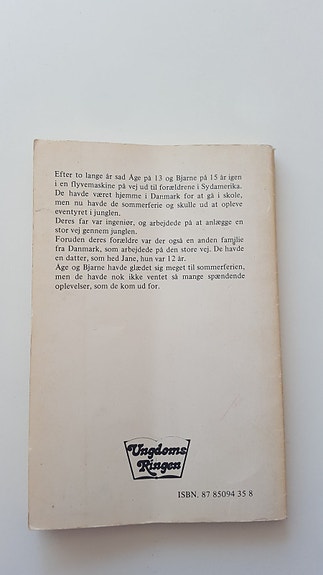 Efter to lange år sad Age på 13 og Bjarne på 15 år igen
i en flyvemaskine på vej ud til forældrene i Sydamerika.
De havde været hjemme i Danmark for at gå i skole,
men nu havde de sommerferie og skulle ud at opleve
eventyret i junglen.
Deres far var ingeniør, og arbejdede på at anlægge en
stor vej gennem junglen.
Foruden deres forældre var der også en anden familie
fra Danmark, som arbejdede på den store vej. De havde
en datter, som hed Jane, hun var 12 år.
Age og Bjarne havde glædet sig meget til sommerferien,
men de havde nok ikke ventet så mange spændende
oplevelser, som de kom ud for.
Ungdoms
Ringen
ISBN. 87 85094 35 8